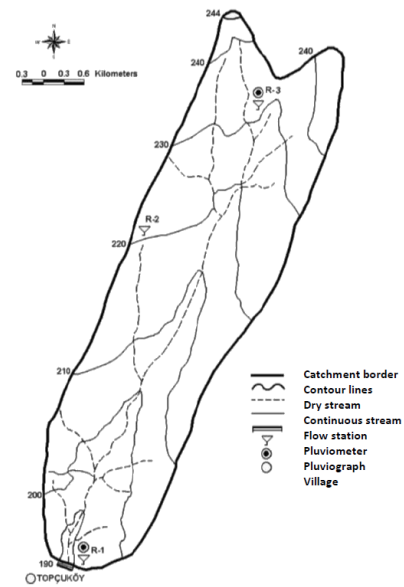 244
N
W E
S
240
240
0.3 0 0.3 0.6 Kilometers
R-3
230
R-2
220
210
Catchment border
Contour lines
Dry stream
Continuous stream
Flow station
Pluviometer
Pluviograph
Village
200
R-1
190
TOPÇUKÖY